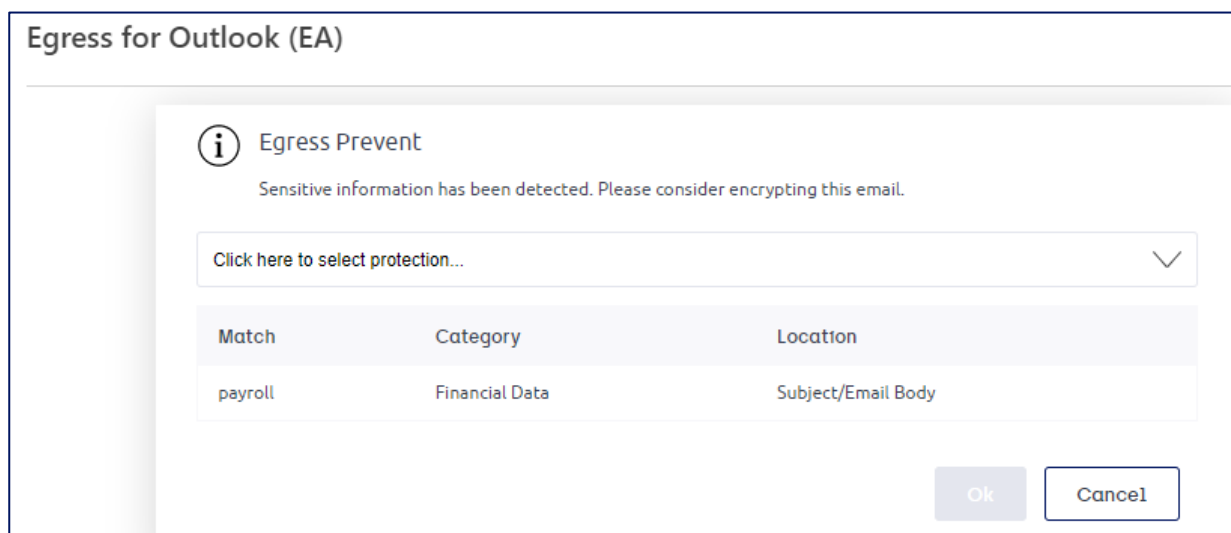 Egress for Outlook (EA)
Egress Prevent
Sensitive information has been detected. Please consider encrypting this email.
Click here to select protection...
Match Category Location
payroll Financial Data Subject/Email Body
Ok Cancel